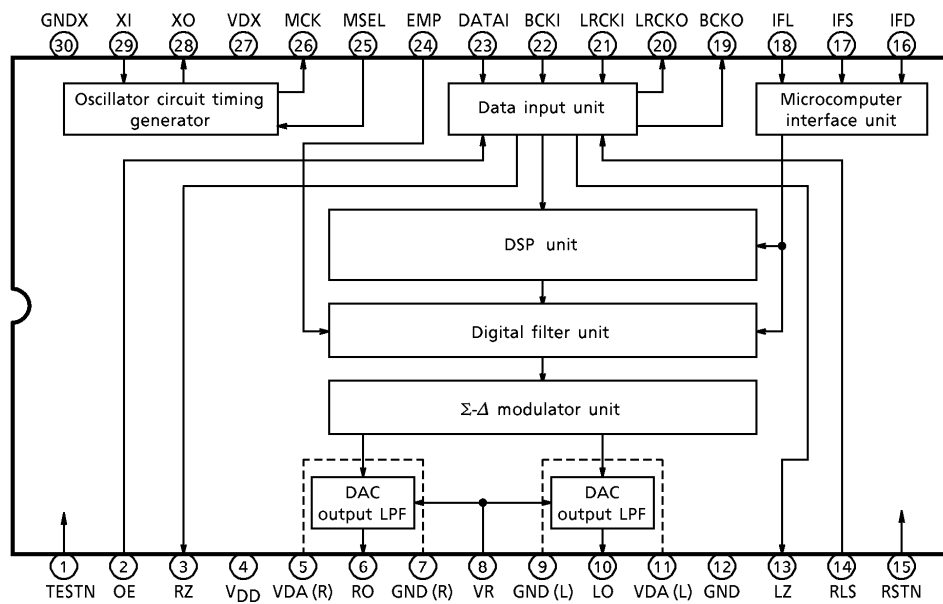 GNDX XI XO VDX MCK MSEL EMP DATAI BCKI LRCKI LRCKO BCKO IFL IFS IFD
30 29 28 27 26 25 24 23 22 21 20 19 18 17 16
Oscillator circuit timing
generator
Data input unit
Microcomputer
interface unit
DSP unit
Digital filter unit
Σ-Δ modulator unit
DAC
output LPF
DAC
output LPF
1 2 3 4 5 6 7 8 9 10 11 12 13 14 15
TESTN OE RZ VDD VDA (R) RO GND (R) VR GND (L) LO VDA (L) GND LZ RLS RSTN